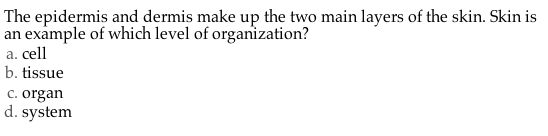 The epidermis and dermis make up the two main layers of the skin. Skin is
an example of which level of organization?
a. cell
b. tissue
c. organ
d. system